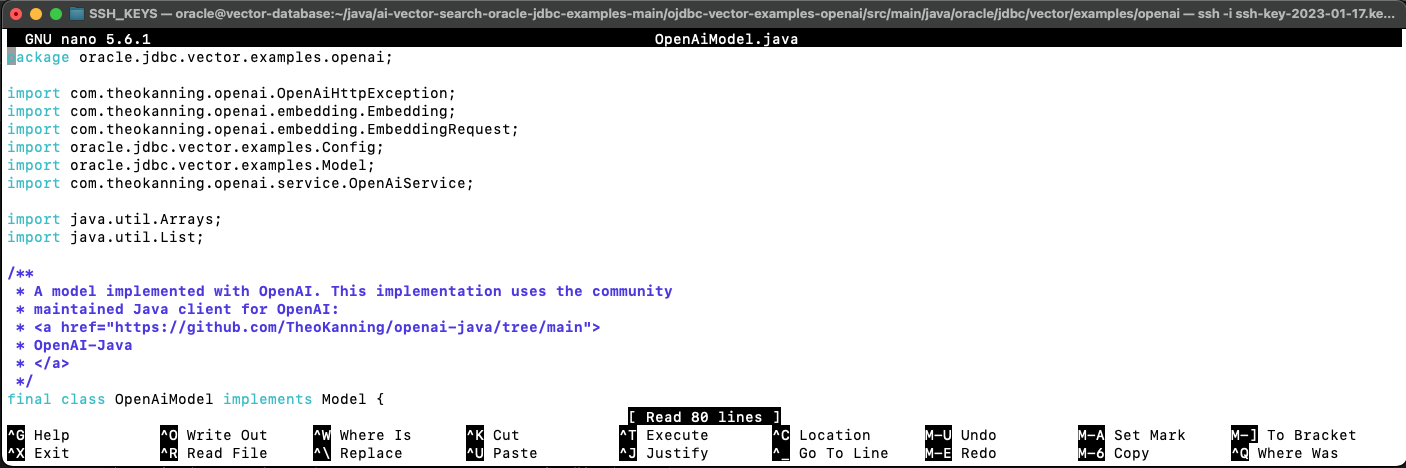 SSH_KEYS — oracle@vector-database:~/java/ai-vector-search-oracle-jdbc-examples-main/ojdbc-vector-examples-openai/src/main/java/oracle/jdbc/vector/examples/openai — ssh -i ssh-key-2023-01-17.ke...
GNU nano 5.6.1 OpenAiModel.java
package oracle.jdbc.vector.examples.openai;
import com.theokanning.openai.OpenAiHttpException;
import com.theokanning.openai.embedding.Embedding;
import com.theokanning.openai.embedding.EmbeddingRequest;
import oracle.jdbc.vector.examples.Config;
import oracle.jdbc.vector.examples.Model;
import com.theokanning.openai.service.OpenAiService;
import java.util.Arrays;
import java.util.List;
/**
* A model implemented with OpenAI. This implementation uses the community
* maintained Java client for OpenAI:
* <a href="https://github.com/TheoKanning/openai-java/tree/main">
* OpenAI-Java
* </a>
*/
final class OpenAiModel implements Model {
[ Read 80 lines ]
^G Help ^O Write Out ^W Where Is ^K Cut ^T Execute ^C Location M-U Undo M-A Set Mark M-] To Bracket
^X Exit ^R Read File ^\ Replace ^U Paste ^J Justify ^_ Go To Line M-E Redo M-6 Copy ^Q Where Was